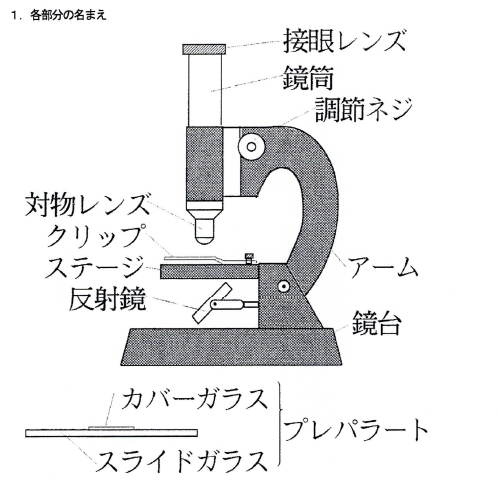 1. 各部分の名まえ
接眼レンズ
鏡筒
調節ネジ
対物レンズ
クリップ
ステージ
反射鏡
アーム
鏡台
カバーガラス
プレパラート
スライドガラス